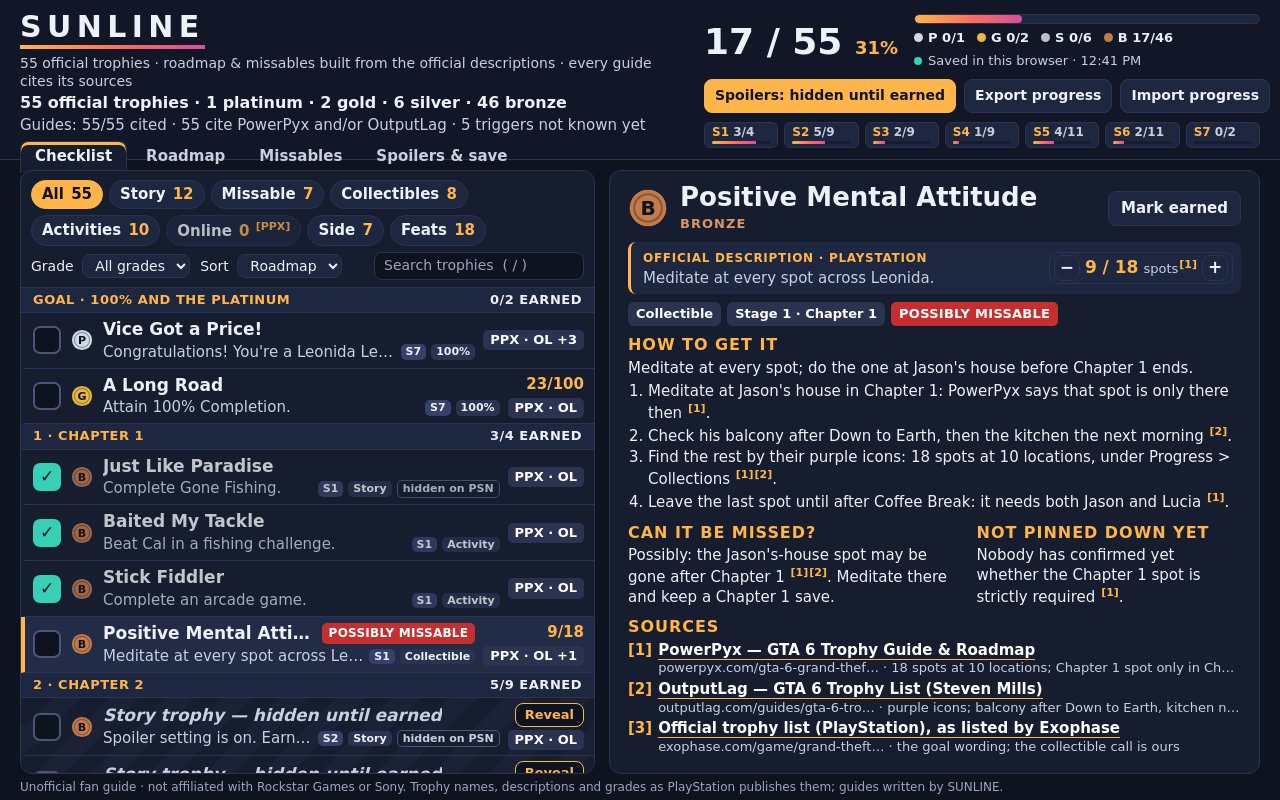 SUNLINE
55 official trophies · roadmap & missables built from the official descriptions · every guide
cites its sources
55 official trophies · 1 platinum · 2 gold · 6 silver · 46 bronze
Guides: 55/55 cited · 55 cite PowerPyx and/or OutputLag · 5 triggers not known yet
17 / 55 31%
P 0/1 G 0/2 S 0/6 B 17/46
Saved in this browser · 12:41 PM
Spoilers: hidden until earned Export progress Import progress
S1 3/4 S2 5/9 S3 2/9 S4 1/9 S5 4/11 S6 2/11 S7 0/2
Checklist Roadmap Missables Spoilers & save
All 55 Story 12 Missable 7 Collectibles 8
Activities 10 Online 0 [PPX] Side 7 Feats 18
Grade All grades Sort Roadmap Search trophies ( / )
GOAL · 100% AND THE PLATINUM 0/2 EARNED
P Vice Got a Price!
Congratulations! You're a Leonida Le… S7 100% PPX · OL +3
G A Long Road 23/100
Attain 100% Completion. S7 100% PPX · OL
1 · CHAPTER 1 3/4 EARNED
✓ B Just Like Paradise
Complete Gone Fishing. S1 Story hidden on PSN PPX · OL
✓ B Baited My Tackle
Beat Cal in a fishing challenge. S1 Activity PPX · OL
✓ B Stick Fiddler
Complete an arcade game. S1 Activity PPX · OL
B Positive Mental Atti… POSSIBLY MISSABLE 9/18
Meditate at every spot across Le… S1 Collectible PPX · OL +1
2 · CHAPTER 2 5/9 EARNED
B Story trophy — hidden until earned Reveal
Spoiler setting is on. Earn… S2 Story hidden on PSN PPX · OL
Story trophy — hidden until earned Reveal
B Positive Mental Attitude
BRONZE
Mark earned
OFFICIAL DESCRIPTION · PLAYSTATION
Meditate at every spot across Leonida.
− 9 / 18 spots[1] +
Collectible Stage 1 · Chapter 1 POSSIBLY MISSABLE
HOW TO GET IT
Meditate at every spot; do the one at Jason's house before Chapter 1 ends.
1. Meditate at Jason's house in Chapter 1: PowerPyx says that spot is only there
then [1].
2. Check his balcony after Down to Earth, then the kitchen the next morning [2].
3. Find the rest by their purple icons: 18 spots at 10 locations, under Progress >
Collections [1][2].
4. Leave the last spot until after Coffee Break: it needs both Jason and Lucia [1].
CAN IT BE MISSED?
Possibly: the Jason's-house spot may be
gone after Chapter 1 [1][2]. Meditate there
and keep a Chapter 1 save.
NOT PINNED DOWN YET
Nobody has confirmed yet
whether the Chapter 1 spot is
strictly required [1].
SOURCES
[1] PowerPyx — GTA 6 Trophy Guide & Roadmap
powerpyx.com/gta-6-grand-thef… · 18 spots at 10 locations; Chapter 1 spot only in Ch…
[2] OutputLag — GTA 6 Trophy List (Steven Mills)
outputlag.com/guides/gta-6-tro… · purple icons; balcony after Down to Earth, kitchen n…
[3] Official trophy list (PlayStation), as listed by Exophase
exophase.com/game/grand-theft… · the goal wording; the collectible call is ours
Unofficial fan guide · not affiliated with Rockstar Games or Sony. Trophy names, descriptions and grades as PlayStation publishes them; guides written by SUNLINE.